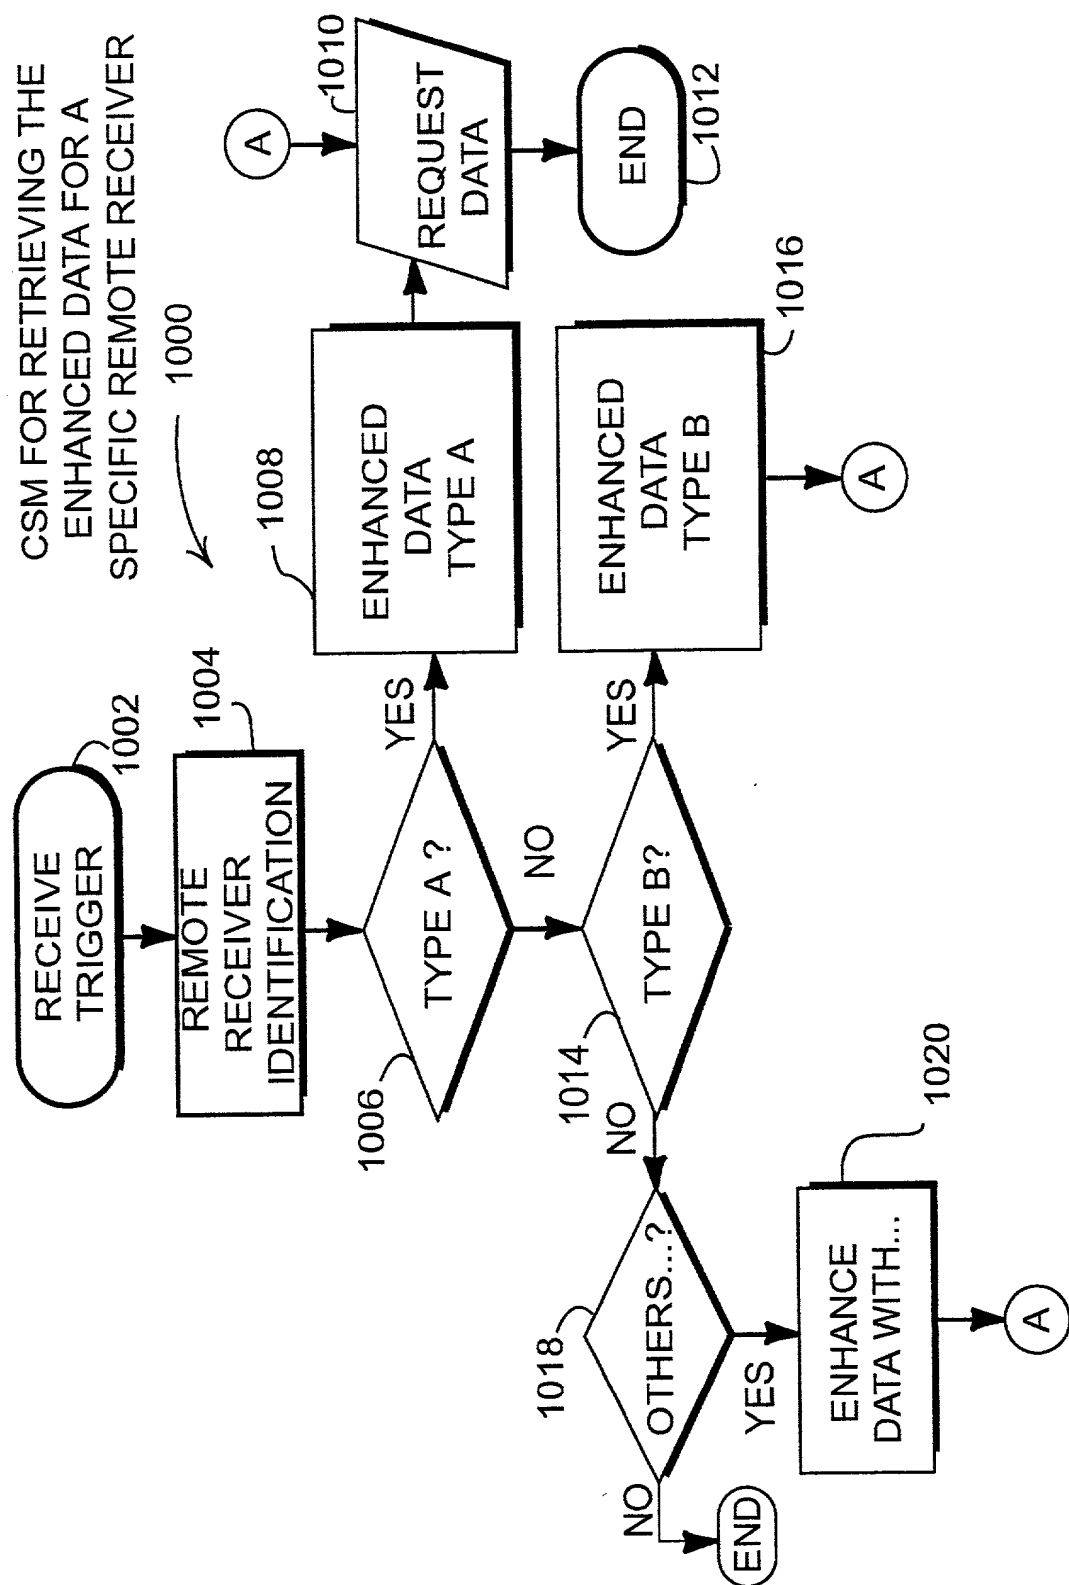 CSM FOR RETRIEVING THE
ENHANCED DATA FOR A
SPECIFIC REMOTE RECEIVER
1000
RECEIVE
TRIGGER
1002
REMOTE
RECEIVER
IDENTIFICATION
1004
TYPE A ?
1006
YES
ENHANCED
DATA
TYPE A
1008
A
REQUEST
DATA
1010
END
1012
NO
TYPE B?
1014
YES
ENHANCED
DATA
TYPE B
1016
A
NO
OTHERS...?
1018
YES
ENHANCE
DATA WITH...
1020
A
NO
END